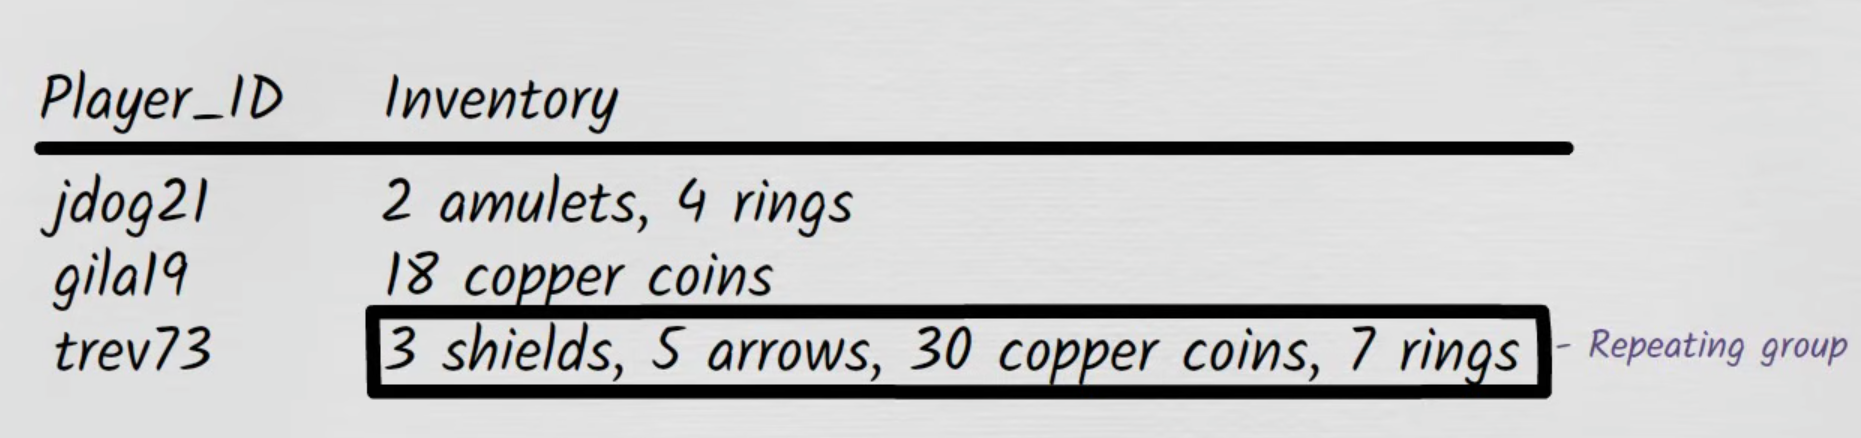 Player_ID Inventory
jdog21 2 amulets, 4 rings
gila19 18 copper coins
trev73 3 shields, 5 arrows, 30 copper coins, 7 rings - Repeating group